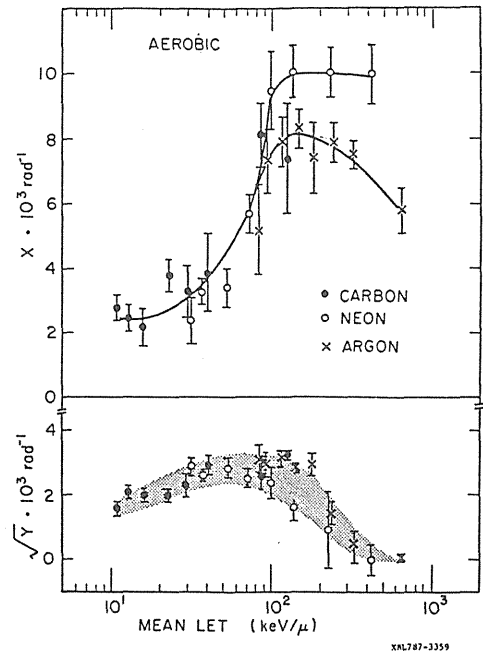 AEROBIC
10
8
6
4
2
0
X · 10³ rad⁻¹
CARBON
NEON
ARGON
4
2
0
√Y · 10³ rad⁻¹
10¹ 10² 10³
MEAN LET (keV/μ)
XBL787-3359